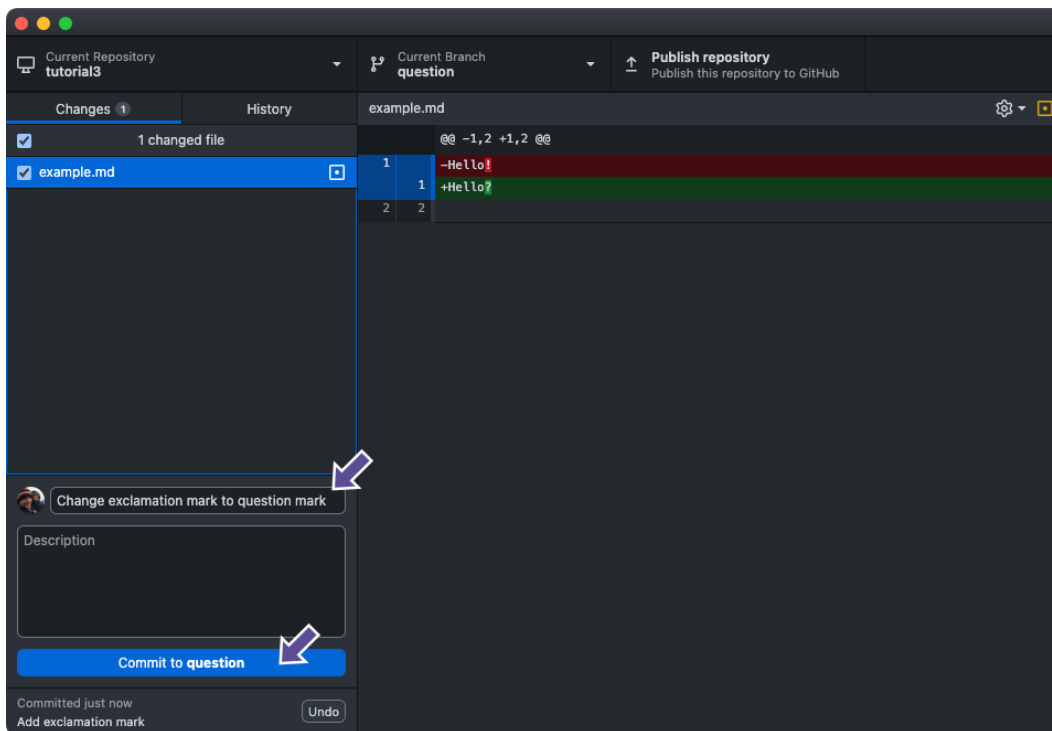 Current Repository
tutorial3
Current Branch
question
Publish repository
Publish this repository to GitHub
Changes 1
History
example.md
1 changed file
@@ -1,2 +1,2 @@
example.md
1 -Hello!
1 +Hello?
2 2
Change exclamation mark to question mark
Description
Commit to question
Committed just now
Add exclamation mark
Undo